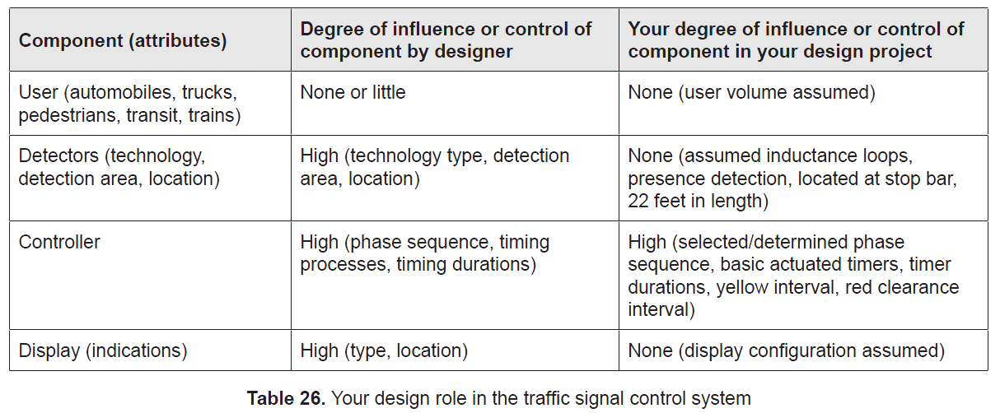 Component (attributes)
Degree of influence or control of
component by designer
Your degree of influence or control of
component in your design project
User (automobiles, trucks,
pedestrians, transit, trains)
None or little
None (user volume assumed)
Detectors (technology,
detection area, location)
High (technology type, detection
area, location)
None (assumed inductance loops,
presence detection, located at stop bar,
22 feet in length)
Controller
High (phase sequence, timing
processes, timing durations)
High (selected/determined phase
sequence, basic actuated timers, timer
durations, yellow interval, red clearance
interval)
Display (indications)
High (type, location)
None (display configuration assumed)
Table 26. Your design role in the traffic signal control system